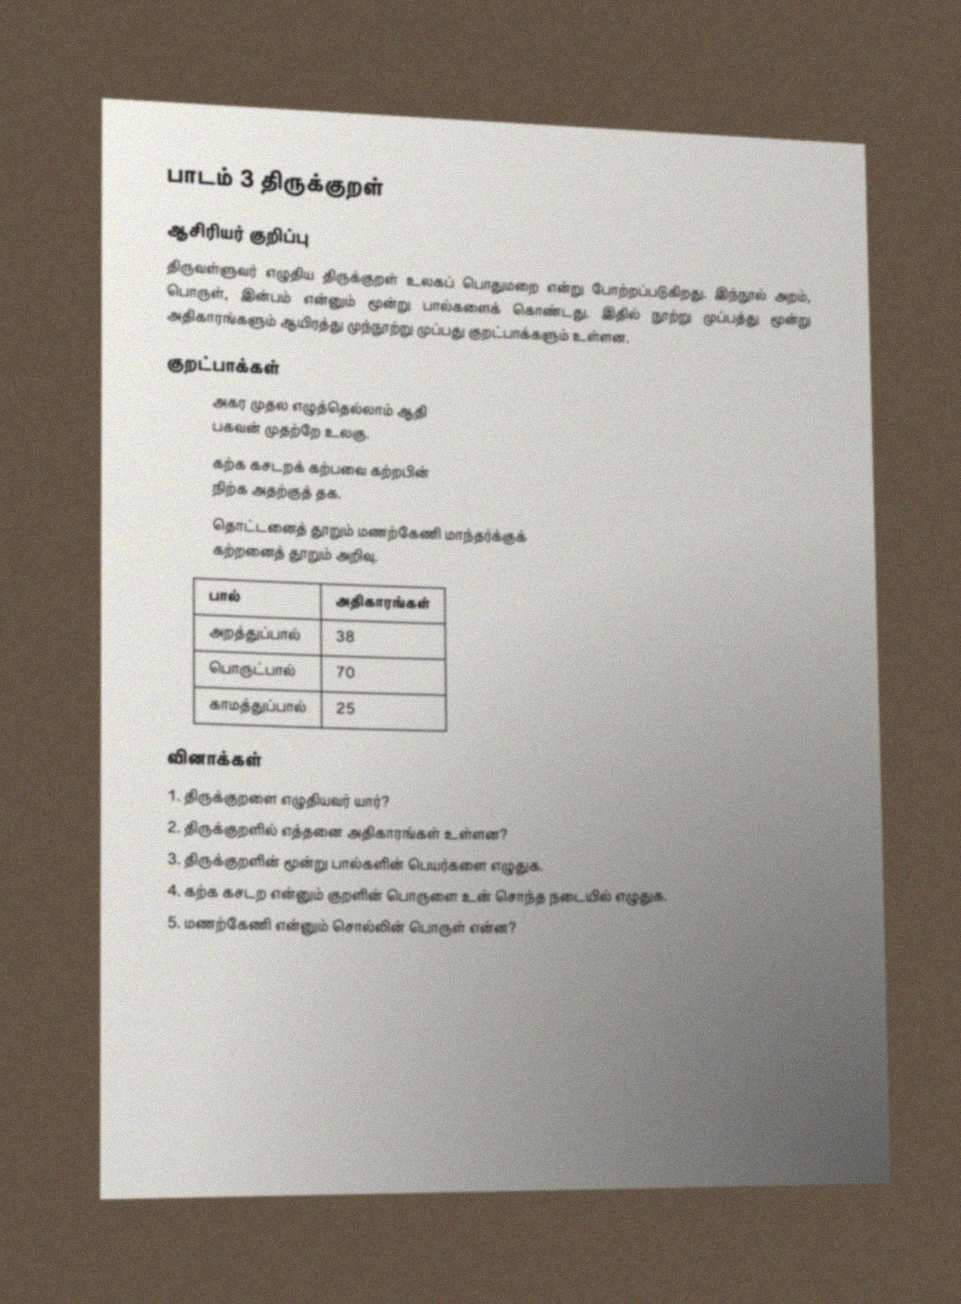 பாடம் 3 திருக்குறள்
ஆசிரியர் குறிப்பு
திருவள்ளுவர் எழுதிய திருக்குறள் உலகப் பொதுமறை என்று போற்றப்படுகிறது. இந்நூல் அறம்,
பொருள், இன்பம் என்னும் மூன்று பால்களைக் கொண்டது. இதில் நூற்று முப்பத்து மூன்று
அதிகாரங்களும் ஆயிரத்து முந்நூற்று முப்பது குறட்பாக்களும் உள்ளன.
குறட்பாக்கள்
அகர முதல எழுத்தெல்லாம் ஆதி
பகவன் முதற்றே உலகு.
கற்க கசடறக் கற்பவை கற்றபின்
நிற்க அதற்குத் தக.
தொட்டனைத் தூறும் மணற்கேணி மாந்தர்க்குக்
கற்றனைத் தூறும் அறிவு.
பால் அதிகாரங்கள்
அறத்துப்பால் 38
பொருட்பால் 70
காமத்துப்பால் 25
வினாக்கள்
1. திருக்குறளை எழுதியவர் யார்?
2. திருக்குறளில் எத்தனை அதிகாரங்கள் உள்ளன?
3. திருக்குறளின் மூன்று பால்களின் பெயர்களை எழுதுக.
4. கற்க கசடற என்னும் குறளின் பொருளை உன் சொந்த நடையில் எழுதுக.
5. மணற்கேணி என்னும் சொல்லின் பொருள் என்ன?